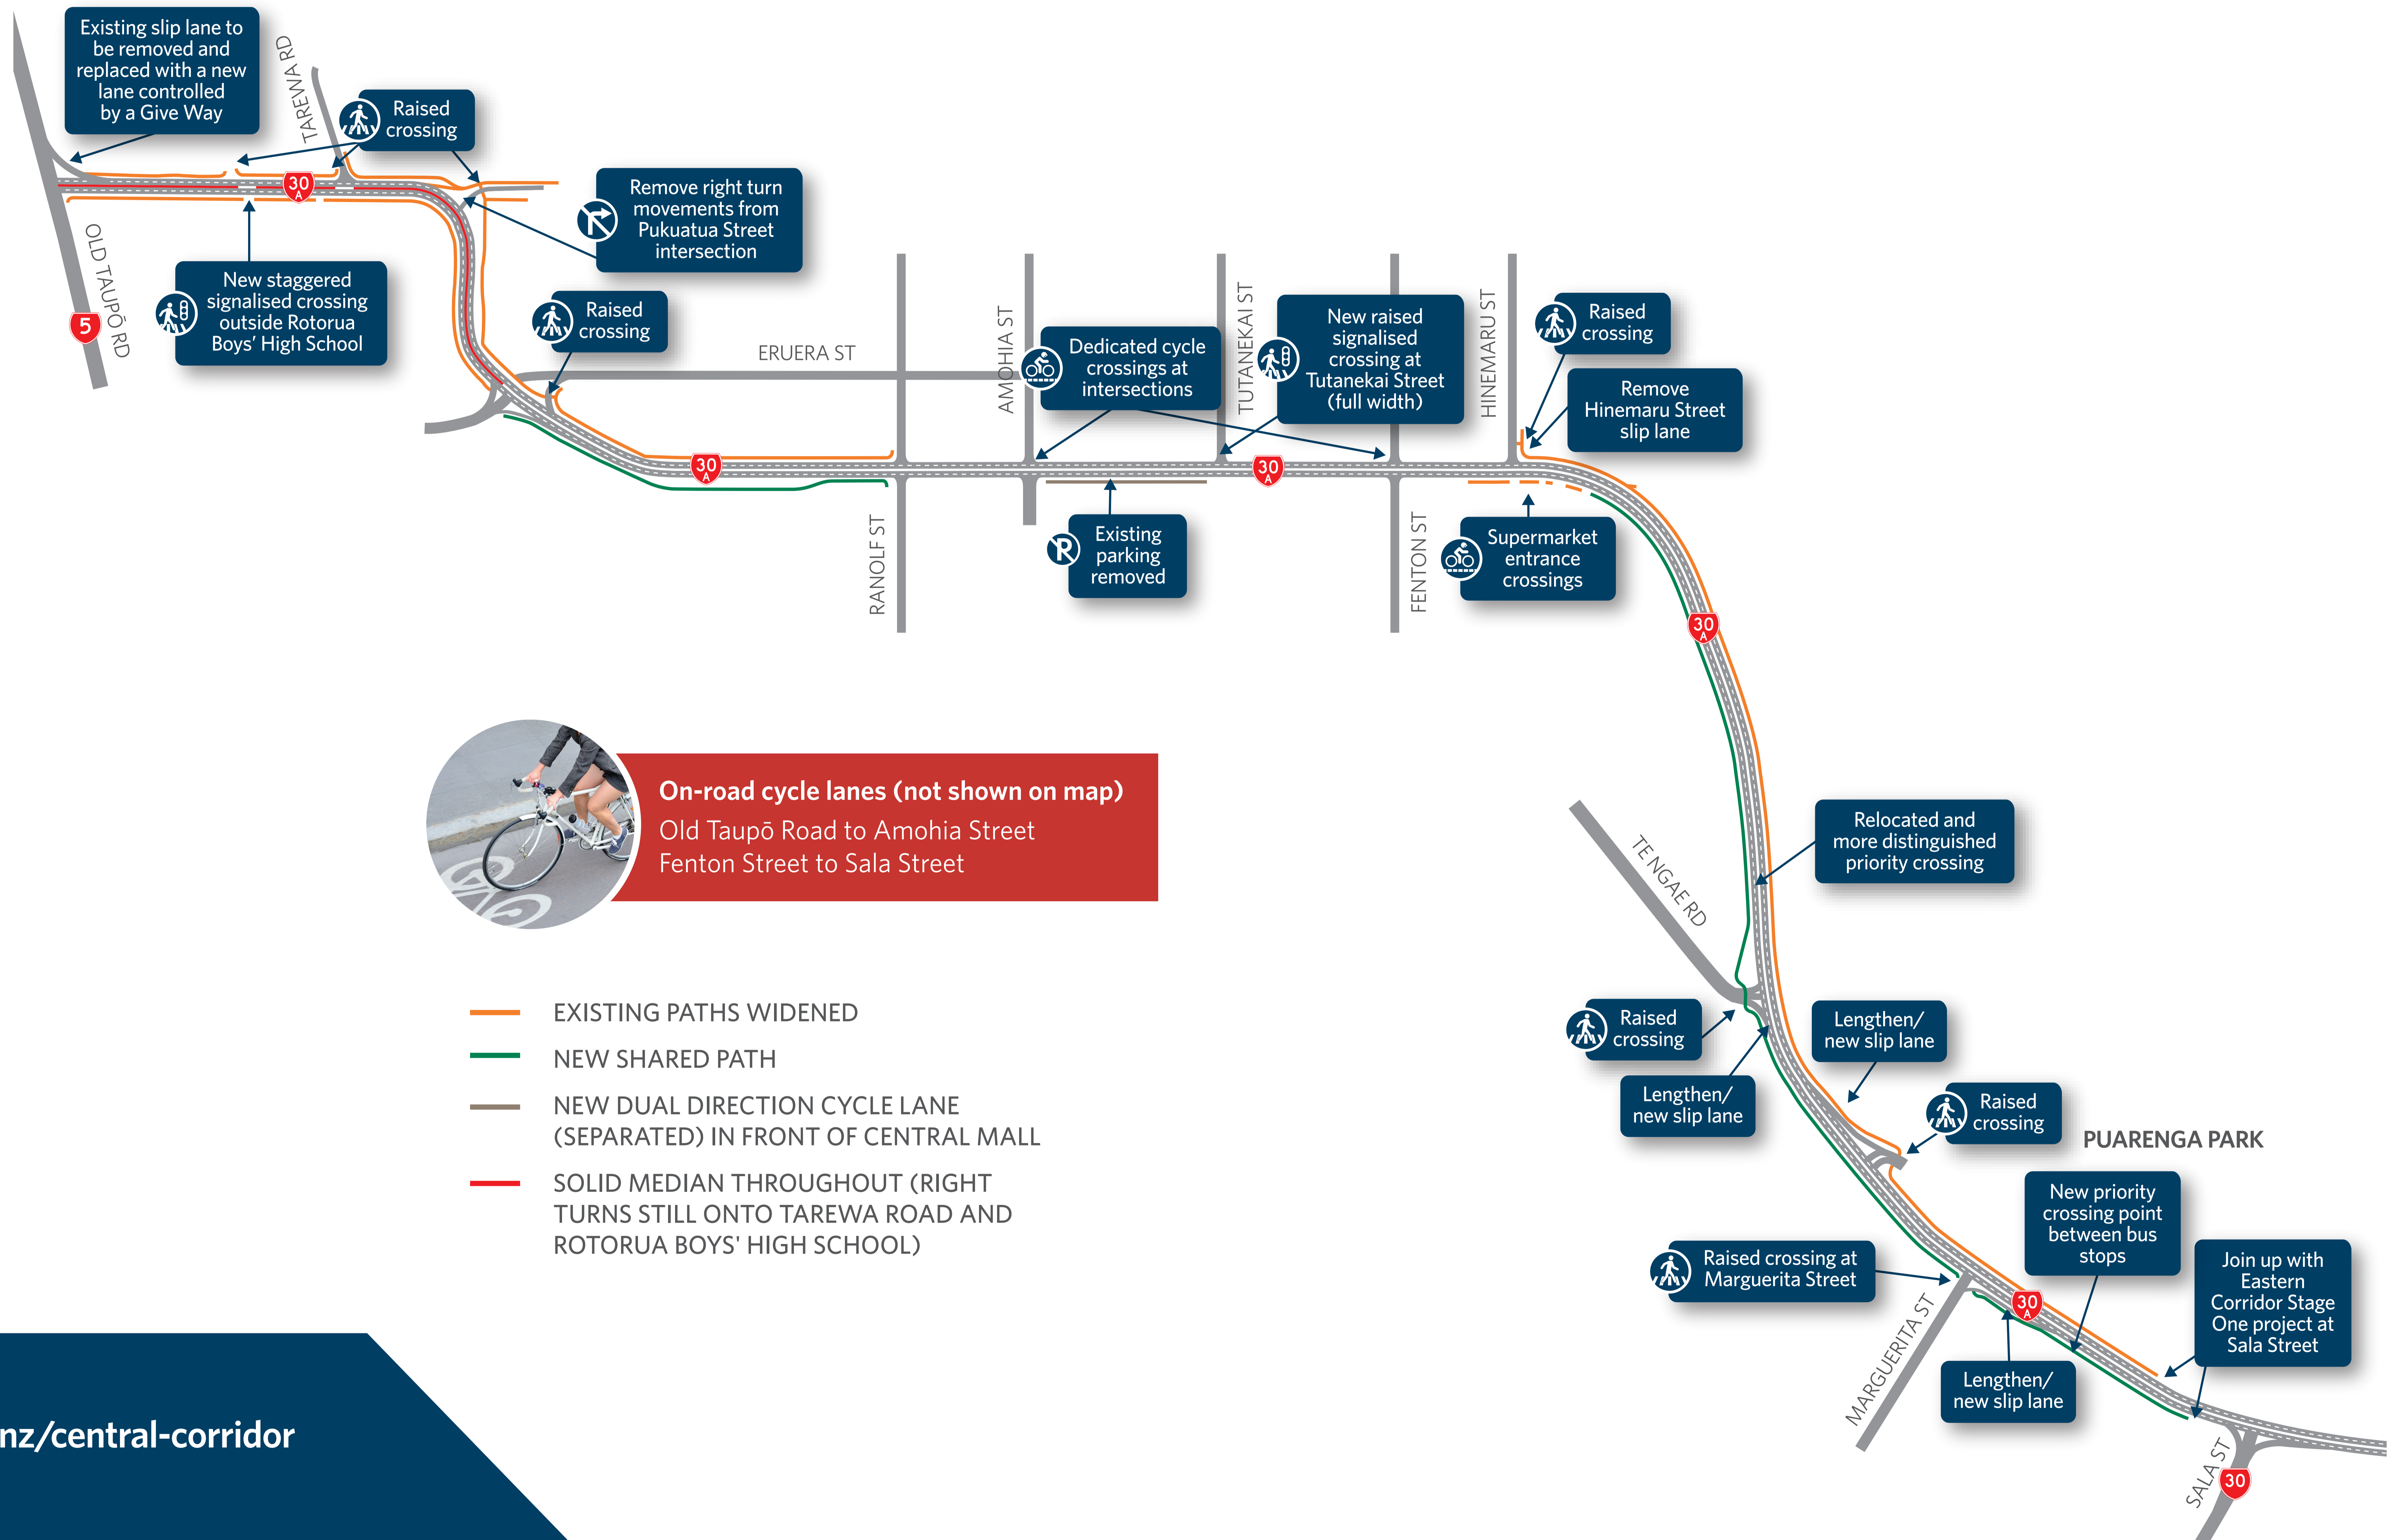 Existing slip lane to
be removed and
replaced with a new
lane controlled
by a Give Way
TAREWA RD
Raised
crossing
30
A
Remove right turn
movements from
Pukuatua Street
intersection
OLD TAUPŌ RD
5
New staggered
signalised crossing
outside Rotorua
Boys' High School
Raised
crossing
ERUERA ST
AMOHIA ST
Dedicated cycle
crossings at
intersections
TUTANEKAI ST
New raised
signalised
crossing at
Tutanekai Street
(full width)
HINEMARU ST
Raised
crossing
Remove
Hinemaru Street
slip lane
30
A
30
A
RANOLF ST
P
Existing
parking
removed
FENTON ST
Supermarket
entrance
crossings
30
A
On-road cycle lanes (not shown on map)
Old Taupō Road to Amohia Street
Fenton Street to Sala Street
Relocated and
more distinguished
priority crossing
TE NGAE RD
EXISTING PATHS WIDENED
NEW SHARED PATH
NEW DUAL DIRECTION CYCLE LANE
(SEPARATED) IN FRONT OF CENTRAL MALL
SOLID MEDIAN THROUGHOUT (RIGHT
TURNS STILL ONTO TAREWA ROAD AND
ROTORUA BOYS' HIGH SCHOOL)
Raised
crossing
Lengthen/
new slip lane
Lengthen/
new slip lane
Raised
crossing
PUARENGA PARK
New priority
crossing point
between bus
stops
Raised crossing at
Marguerita Street
Join up with
Eastern
Corridor Stage
One project at
Sala Street
30
A
MARGUERITA ST
Lengthen/
new slip lane
SALA ST
30
nz/central-corridor